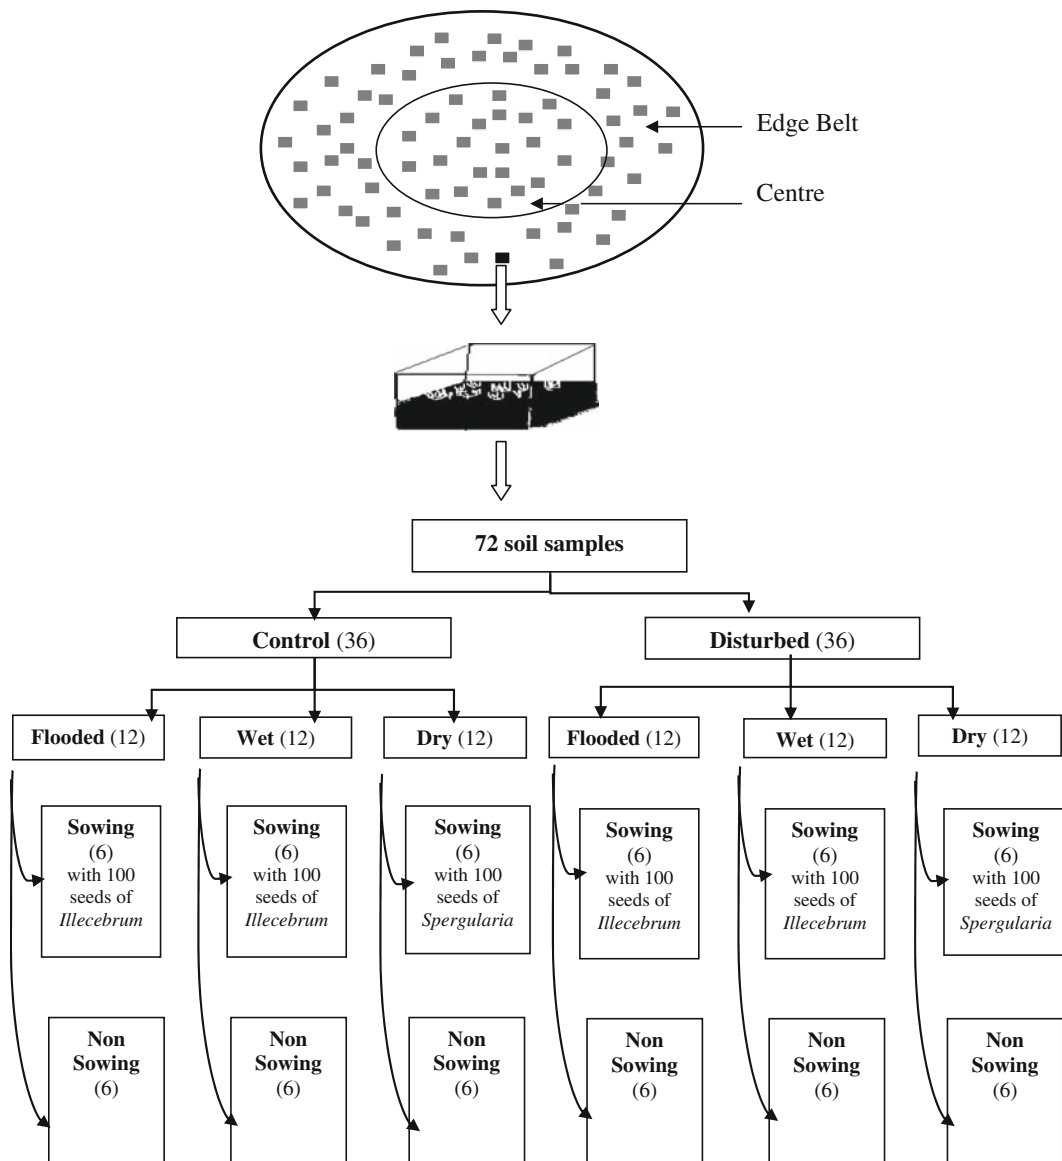 Edge Belt
Centre
72 soil samples
Control (36)
Disturbed (36)
Flooded (12)
Wet (12)
Dry (12)
Flooded (12)
Wet (12)
Dry (12)
Sowing
(6)
with 100
seeds of
Illecebrum
Sowing
(6)
with 100
seeds of
Illecebrum
Sowing
(6)
with 100
seeds of
Spergularia
Sowing
(6)
with 100
seeds of
Illecebrum
Sowing
(6)
with 100
seeds of
Illecebrum
Sowing
(6)
with 100
seeds of
Spergularia
Non
Sowing
(6)
Non
Sowing
(6)
Non
Sowing
(6)
Non
Sowing
(6)
Non
Sowing
(6)
Non
Sowing
(6)